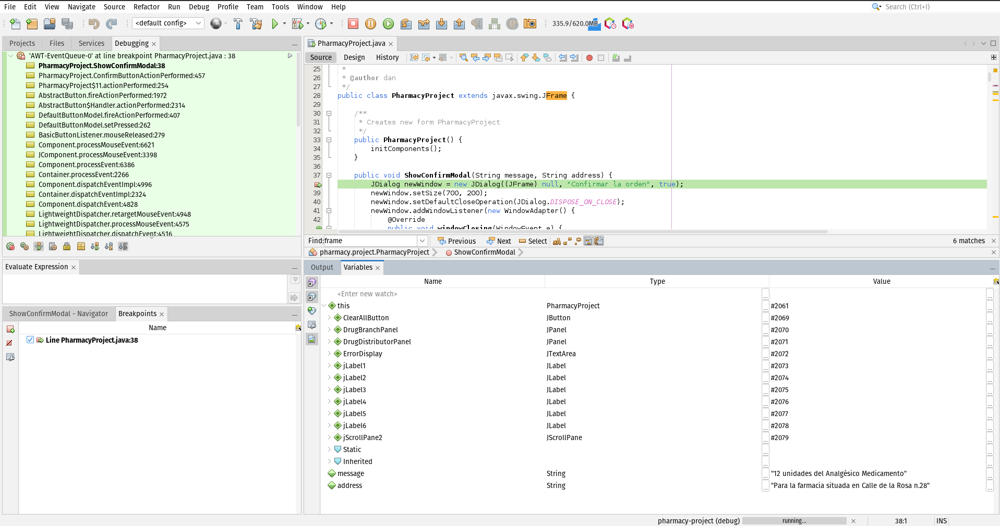 File Edit View Navigate Source Refactor Run Debug Profile Team Tools Window Help Search (Ctrl+I)
<default config> 335.9/620.0MB
Projects Files Services Debugging
'AWT-EventQueue-0' at line breakpoint PharmacyProject.java : 38
PharmacyProject.ShowConfirmModal:38
PharmacyProject.ConfirmButtonActionPerformed:457
PharmacyProject$11.actionPerformed:254
AbstractButton.fireActionPerformed:1972
AbstractButton$Handler.actionPerformed:2314
DefaultButtonModel.fireActionPerformed:407
DefaultButtonModel.setPressed:262
BasicButtonListener.mouseReleased:279
Component.processMouseEvent:6621
JComponent.processMouseEvent:3398
Component.processEvent:6386
Container.processEvent:2266
Component.dispatchEventImpl:4996
Container.dispatchEventImpl:2324
Component.dispatchEvent:4828
LightweightDispatcher.retargetMouseEvent:4948
LightweightDispatcher.processMouseEvent:4575
LightweightDispatcher.dispatchEvent:4516
Evaluate Expression
ShowConfirmModal - Navigator Breakpoints
Name
Line PharmacyProject.java:38
PharmacyProject.java
Source Design History
25 *
26 * @author dan
27 */
28 public class PharmacyProject extends javax.swing.JFrame {
29
30 /**
31 * Creates new form PharmacyProject
32 */
33 public PharmacyProject() {
34 initComponents();
35 }
36
37 public void ShowConfirmModal(String message, String address) {
JDialog newWindow = new JDialog((JFrame) null, "Confirmar la orden", true);
39 newWindow.setSize(700, 200);
40 newWindow.setDefaultCloseOperation(JDialog.DISPOSE_ON_CLOSE);
41 newWindow.addWindowListener(new WindowAdapter() {
42 @Override
public void windowClosing(WindowEvent e) {
Find: frame Previous Next Select 6 matches
pharmacy.project.PharmacyProject ShowConfirmModal
Output Variables
Name Type Value
<Enter new watch>
this PharmacyProject #2061
ClearAllButton JButton #2069
DrugBranchPanel JPanel #2070
DrugDistributorPanel JPanel #2071
ErrorDisplay JTextArea #2072
jLabel1 JLabel #2073
jLabel2 JLabel #2074
jLabel3 JLabel #2075
jLabel4 JLabel #2076
jLabel5 JLabel #2077
jLabel6 JLabel #2078
jScrollPane2 JScrollPane #2079
Static
Inherited
message String "12 unidades del Analgésico Medicamento"
address String "Para la farmacia situada en Calle de la Rosa n.28"
pharmacy-project (debug) running... 38:1 INS